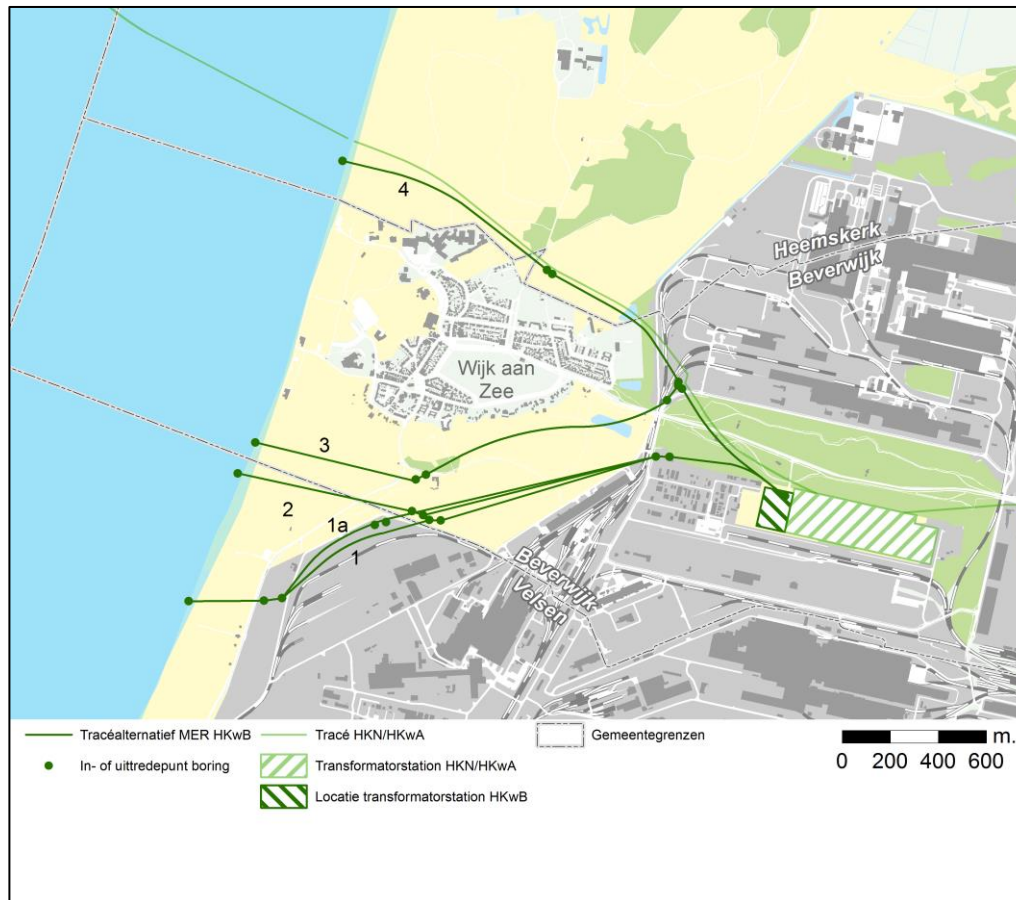 4
Heemskerk
Beverwijk
Wijk aan
Zee
3
2
1a
1
Beverwijk
Velsen
Tracéalternatief MER HKwB
Tracé HKN/HKwA
Gemeentegrenzen
m.
In- of uittredepunt boring
Transformatorstation HKN/HKwA
0 200 400 600
Locatie transformatorstation HKwB